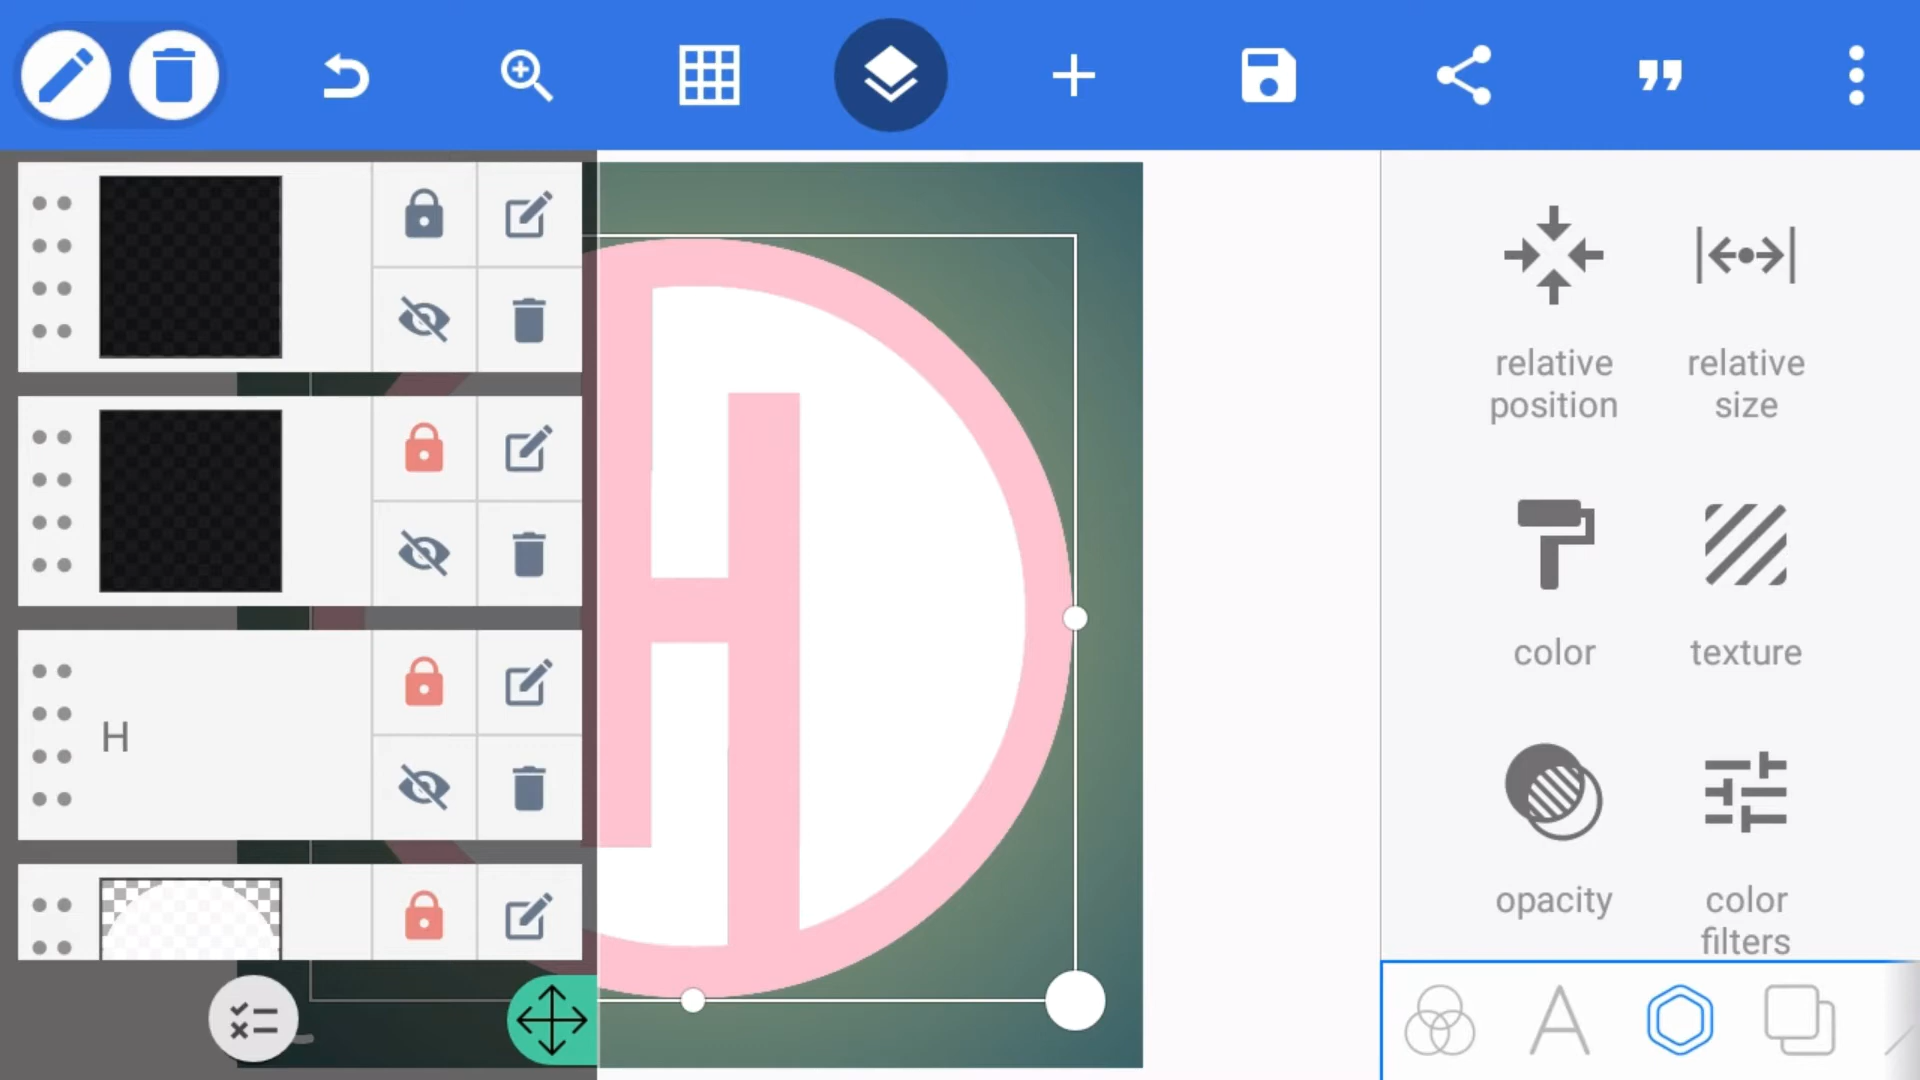 H
relative
position
relative
size
color
texture
opacity
color
filters